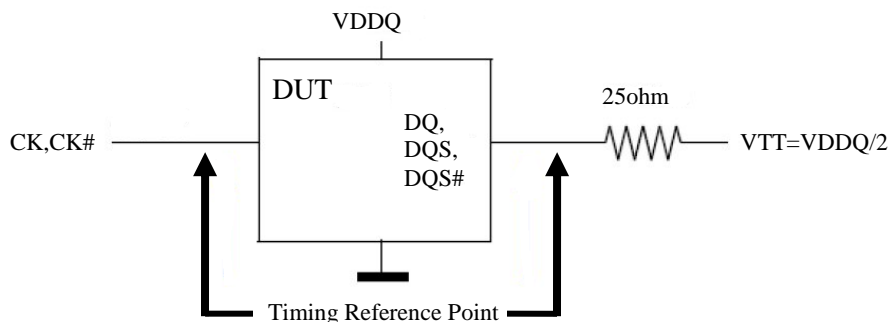 VDDQ
DUT
25ohm
CK,CK#
DQ,
DQS,
DQS#
VTT=VDDQ/2
Timing Reference Point